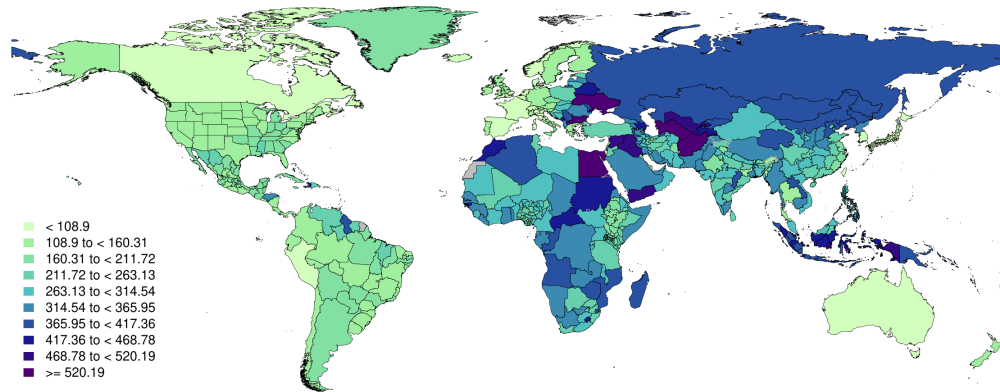 < 108.9
108.9 to < 160.31
160.31 to < 211.72
211.72 to < 263.13
263.13 to < 314.54
314.54 to < 365.95
365.95 to < 417.36
417.36 to < 468.78
468.78 to < 520.19
>= 520.19